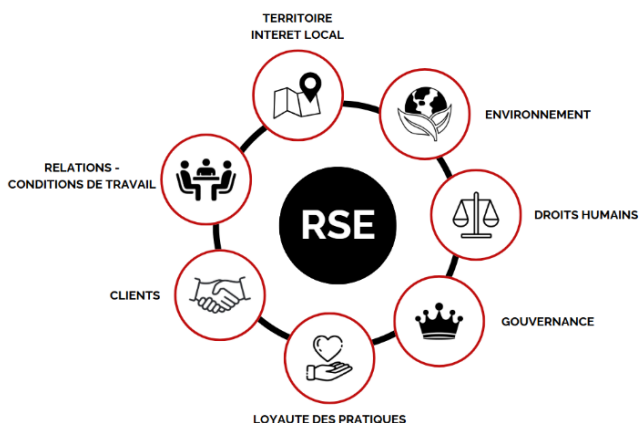 TERRITOIRE
INTERET LOCAL
ENVIRONNEMENT
RELATIONS -
CONDITIONS DE TRAVAIL
DROITS HUMAINS
RSE
CLIENTS
GOUVERNANCE
LOYAUTE DES PRATIQUES